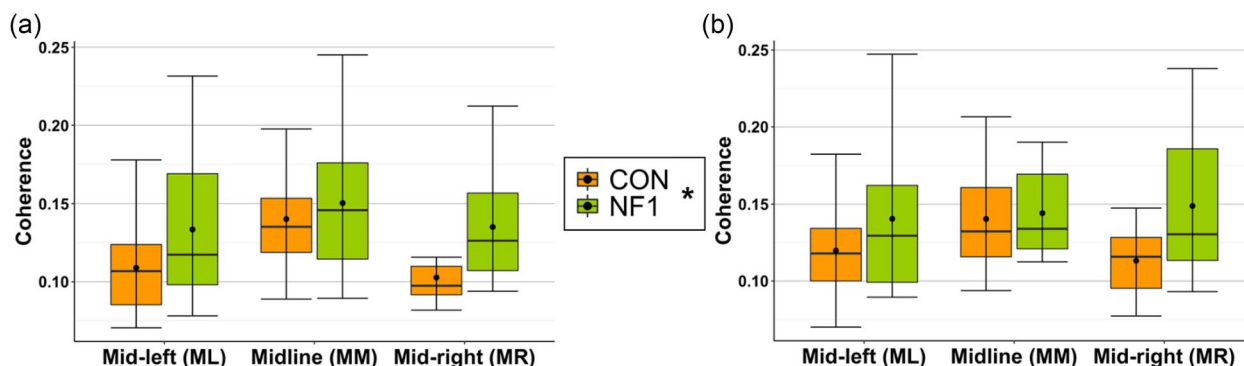 (a)
0.25
0.20
0.15
0.10
Coherence
Mid-left (ML) Midline (MM) Mid-right (MR)
CON
NF1
*
(b)
0.25
0.20
0.15
0.10
Coherence
Mid-left (ML) Midline (MM) Mid-right (MR)